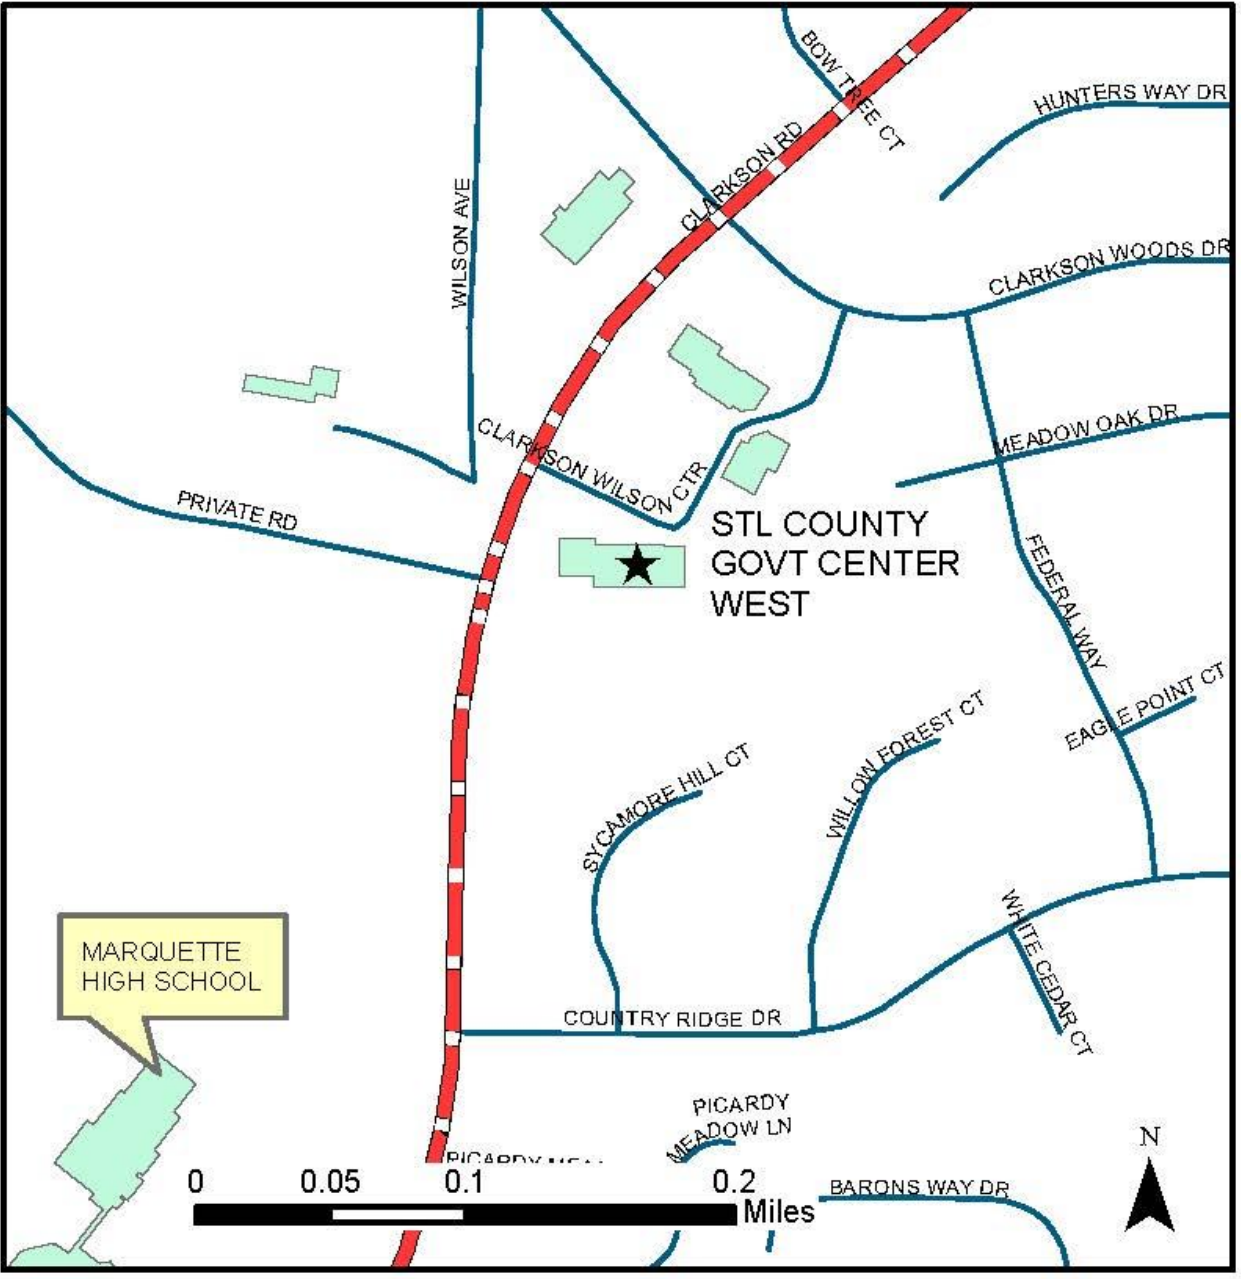 BOW TREE CT
HUNTERS WAY DR
CLARKSON RD
WILSON AVE
CLARKSON WOODS DR
CLARKSON WILSON CTR
MEADOW OAK DR
PRIVATE RD
STL COUNTY
GOVT CENTER
WEST
FEDERAL WAY
EAGLE POINT CT
WILLOW FOREST CT
SYCAMORE HILL CT
WHITE CEDAR CT
MARQUETTE
HIGH SCHOOL
COUNTRY RIDGE DR
PICARDY
MEADOW LN
N
PICARDY
0 0.05 0.1 0.2
Miles
BARONS WAY DR